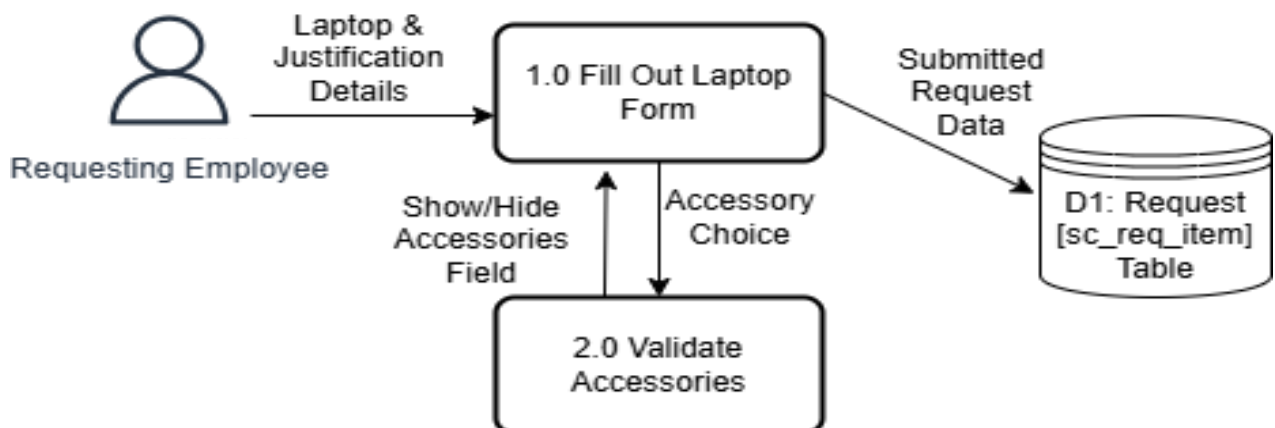 Laptop &
Justification
Details
Requesting Employee
1.0 Fill Out Laptop
Form
Submitted
Request
Data
D1: Request
[sc_req_item]
Table
Show/Hide
Accessories
Field
Accessory
Choice
2.0 Validate
Accessories